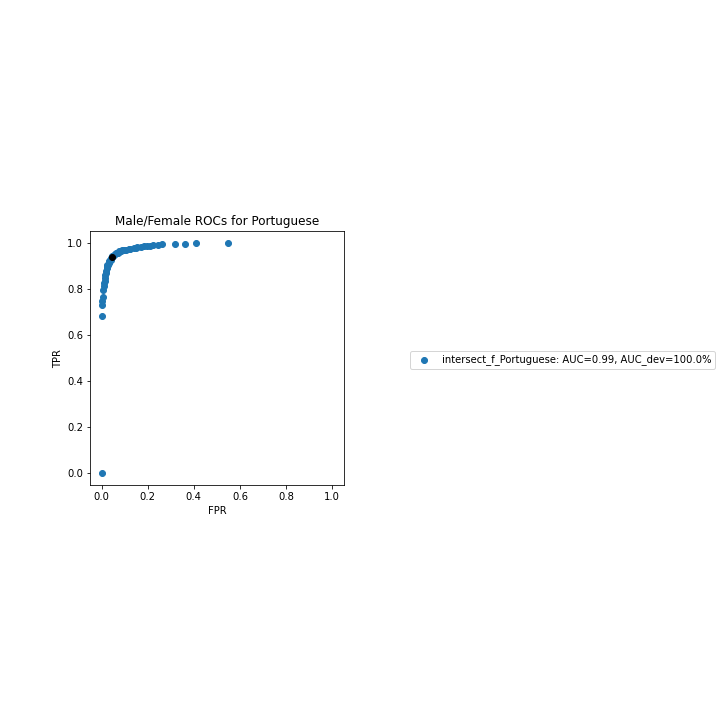 Male/Female ROCs for Portuguese
1.0
0.8
0.6
0.4
0.2
0.0
TPR
0.0 0.2 0.4 0.6 0.8 1.0
FPR
intersect_f_Portuguese: AUC=0.99, AUC_dev=100.0%